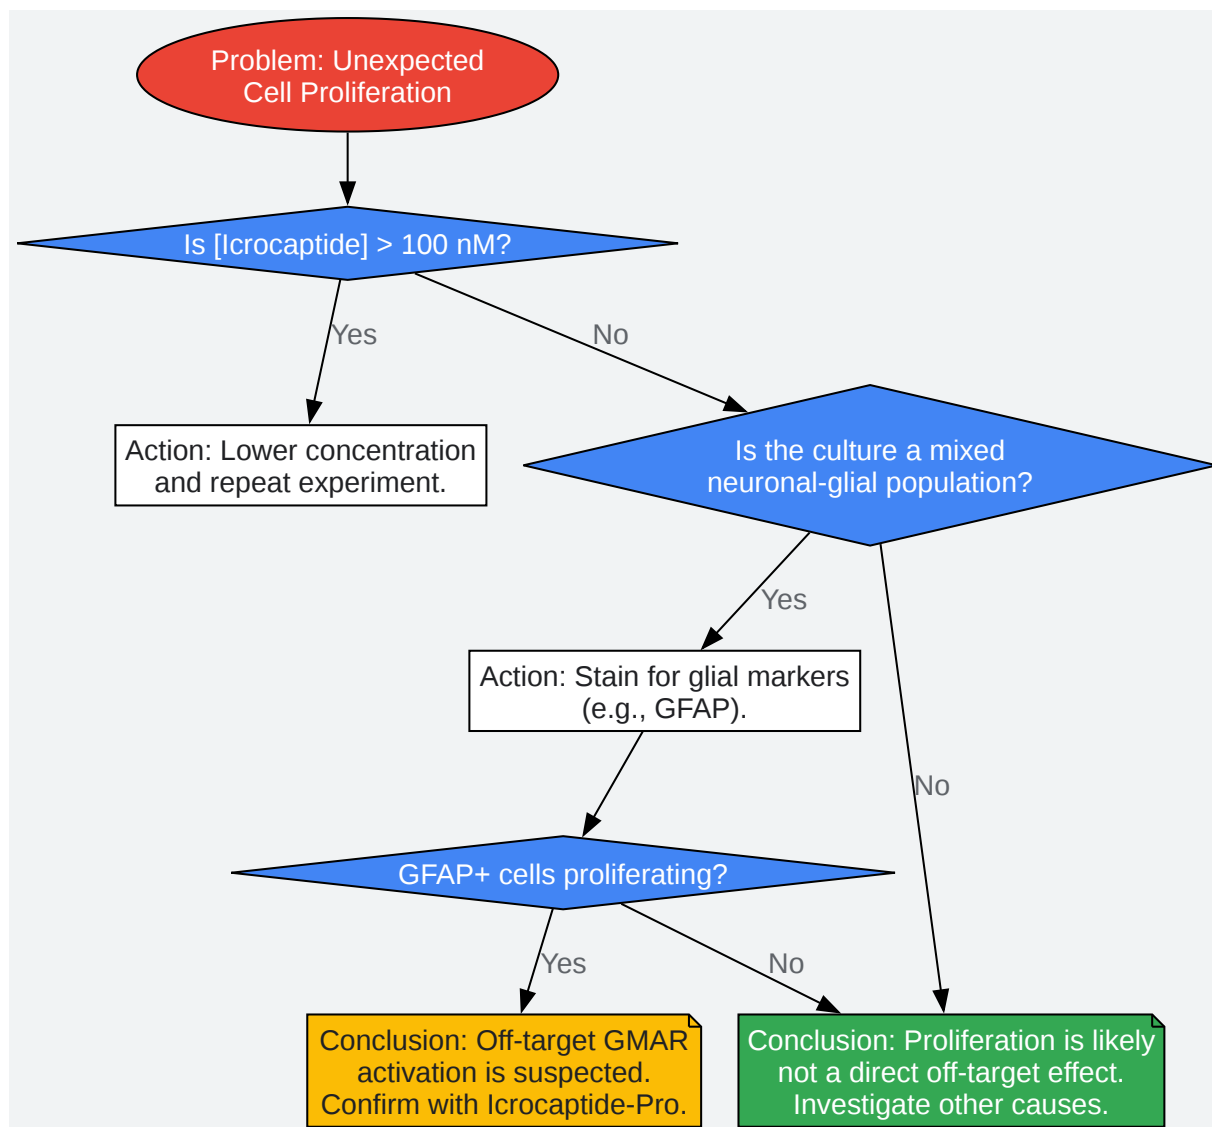 Problem: Unexpected
Cell Proliferation
Is [Icrocaptide] > 100 nM?
Yes
No
Action: Lower concentration
and repeat experiment.
Is the culture a mixed
neuronal-glial population?
Yes
Action: Stain for glial markers
(e.g., GFAP).
No
GFAP+ cells proliferating?
Yes
No
Conclusion: Off-target GMAR
activation is suspected.
Confirm with Icrocaptide-Pro.
Conclusion: Proliferation is likely
not a direct off-target effect.
Investigate other causes.